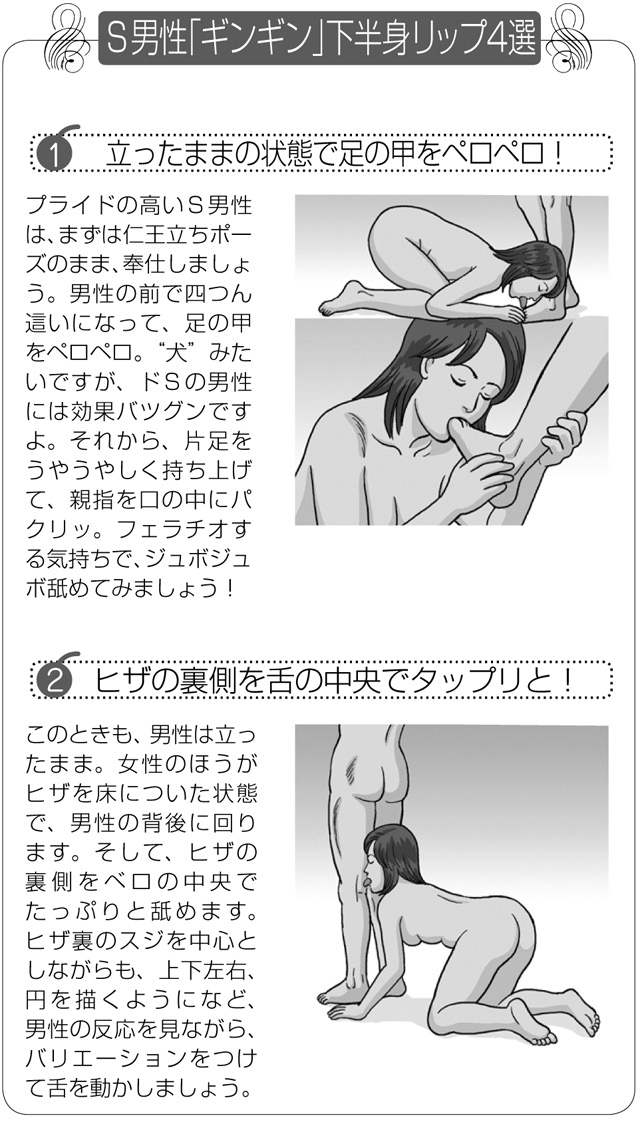 S男性「ギンギン」下半身リップ4選
1 立ったままの状態で足の甲をペロペロ！
プライドの高いS男性
は、まずは仁王立ちポー
ズのまま、奉仕しましょ
う。男性の前で四つん
這いになって、足の甲
をペロペロ。“犬”みた
いですが、ドSの男性
には効果バツグンです
よ。それから、片足を
うやうやしく持ち上げ
て、親指を口の中にパ
クリッ。フェラチオす
る気持ちで、ジュボジュ
ボ舐めてみましょう！
2 ヒザの裏側を舌の中央でタップリと！
このときも、男性は立っ
たまま。女性のほうが
ヒザを床についた状態
で、男性の背後に回り
ます。そして、ヒザの
裏側をベロの中央で
たっぷりと舐めます。
ヒザ裏のスジを中心と
しながらも、上下左右、
円を描くようになど、
男性の反応を見ながら、
バリエーションをつけ
て舌を動かしましょう。